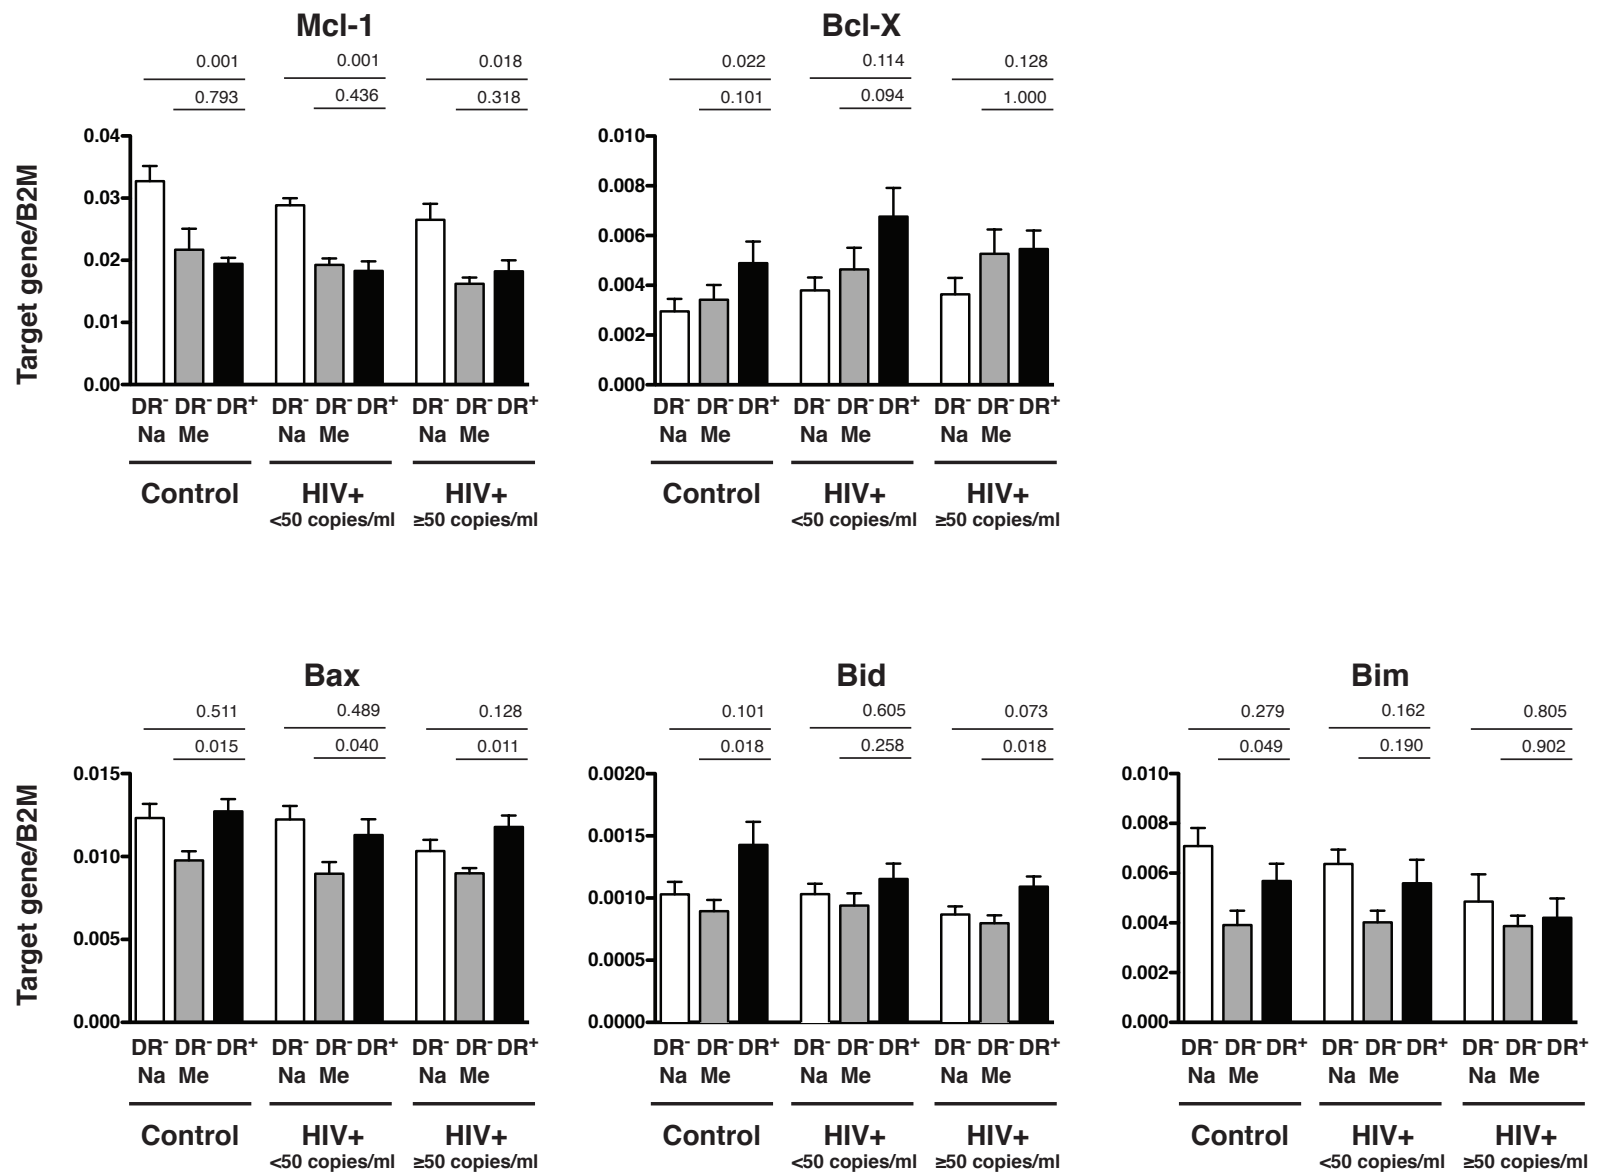 Mcl-1
0.001 0.001 0.018
0.793 0.436 0.318
Target gene/B2M
0.04
0.03
0.02
0.01
0.00
DR- DR- DR+ DR- DR- DR+ DR- DR- DR+
Na Me Na Me Na Me
Control HIV+ HIV+
<50 copies/ml ≥50 copies/ml
Bcl-X
0.022 0.114 0.128
0.101 0.094 1.000
0.010
0.008
0.006
0.004
0.002
0.000
DR- DR- DR+ DR- DR- DR+ DR- DR- DR+
Na Me Na Me Na Me
Control HIV+ HIV+
<50 copies/ml ≥50 copies/ml
Bax
0.511 0.489 0.128
0.015 0.040 0.011
Target gene/B2M
0.015
0.010
0.005
0.000
DR- DR- DR+ DR- DR- DR+ DR- DR- DR+
Na Me Na Me Na Me
Control HIV+ HIV+
<50 copies/ml ≥50 copies/ml
Bid
0.101 0.605 0.073
0.018 0.258 0.018
0.0020
0.0015
0.0010
0.0005
0.0000
DR- DR- DR+ DR- DR- DR+ DR- DR- DR+
Na Me Na Me Na Me
Control HIV+ HIV+
<50 copies/ml ≥50 copies/ml
Bim
0.279 0.162 0.805
0.049 0.190 0.902
0.010
0.008
0.006
0.004
0.002
0.000
DR- DR- DR+ DR- DR- DR+ DR- DR- DR+
Na Me Na Me Na Me
Control HIV+ HIV+
<50 copies/ml ≥50 copies/ml